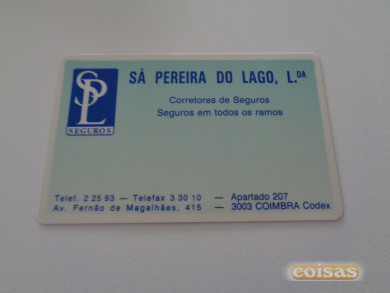 SPL
SEGUROS
SÁ PEREIRA DO LAGO, L.DA
Corretores de Seguros
Seguros em todos os ramos
Telef. 2 25 93 — Telefax 3 30 10 — Apartado 207
Av. Fernão de Magalhães, 415 — 3003 COIMBRA Codex
coisas